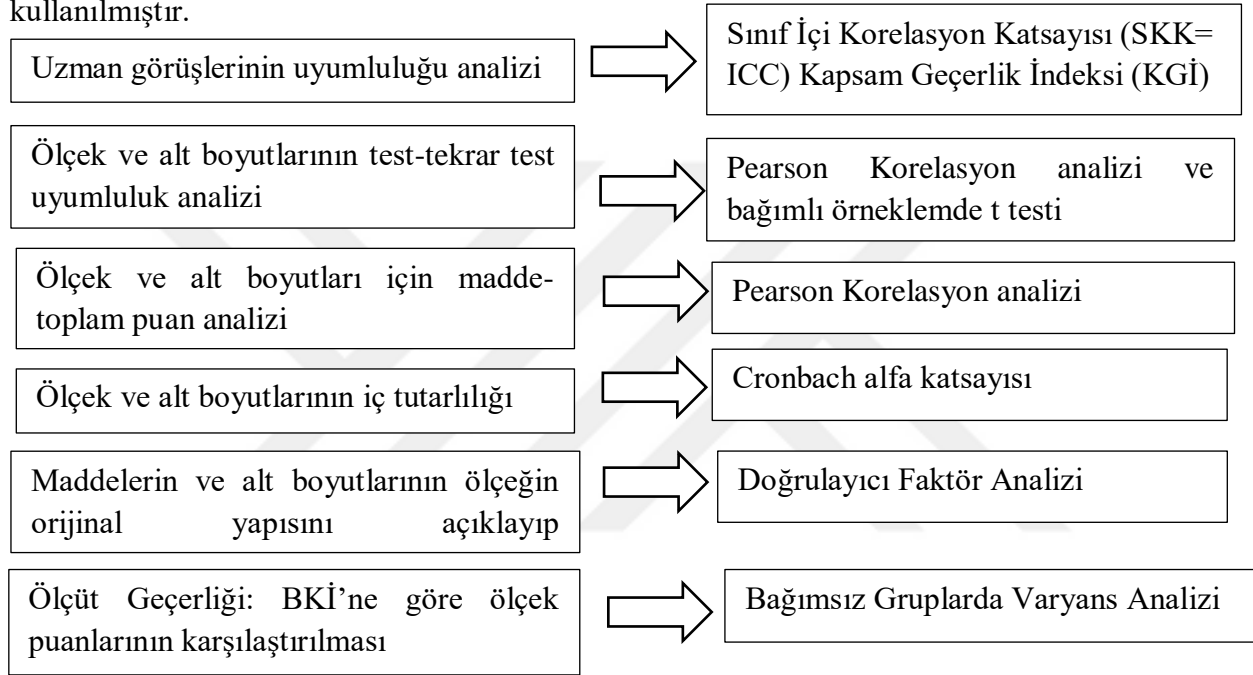 kullanılmıştır.
Uzman görüşlerinin uyumluluğu analizi
Sınıf İçi Korelasyon Katsayısı (SKK=
ICC) Kapsam Geçerlik İndeksi (KGİ)
Ölçek ve alt boyutlarının test-tekrar test
uyumluluk analizi
Pearson Korelasyon analizi ve
bağımlı örneklemde t testi
Ölçek ve alt boyutları için madde-
toplam puan analizi
Pearson Korelasyon analizi
Ölçek ve alt boyutlarının iç tutarlılığı
Cronbach alfa katsayısı
Maddelerin ve alt boyutlarının ölçeğin
orijinal yapısını açıklayıp
Doğrulayıcı Faktör Analizi
Ölçüt Geçerliği: BKİ’ne göre ölçek
puanlarının karşılaştırılması
Bağımsız Gruplarda Varyans Analizi